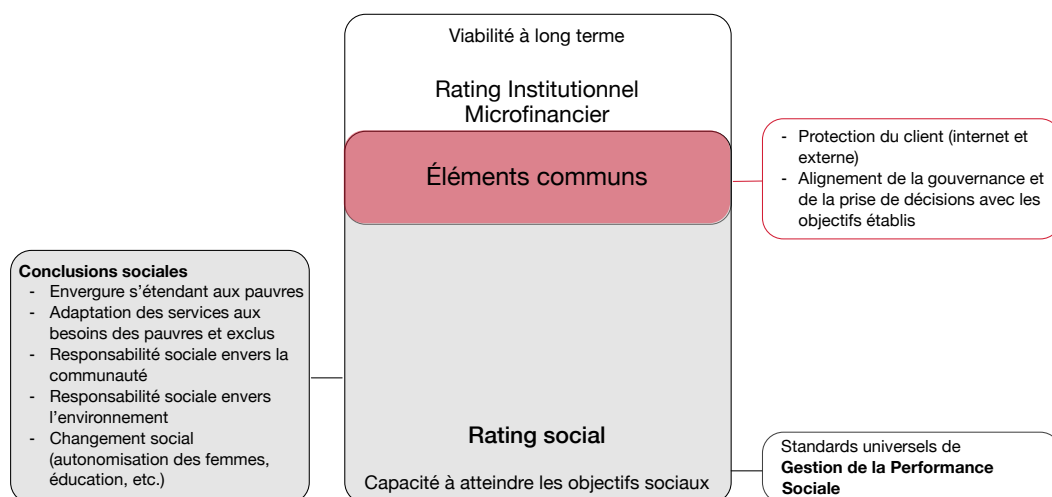 Viabilité à long terme
Rating Institutionnel
Microfinancier
Éléments communs
- Protection du client (internet et
externe)
- Alignement de la gouvernance et
de la prise de décisions avec les
objectifs établis
Conclusions sociales
- Envergure s’étendant aux pauvres
- Adaptation des services aux
besoins des pauvres et exclus
- Responsabilité sociale envers la
communauté
- Responsabilité sociale envers
l’environnement
- Changement social
(autonomisation des femmes,
éducation, etc.)
Rating social
Capacité à atteindre les objectifs sociaux
Standards universels de
Gestion de la Performance
Sociale